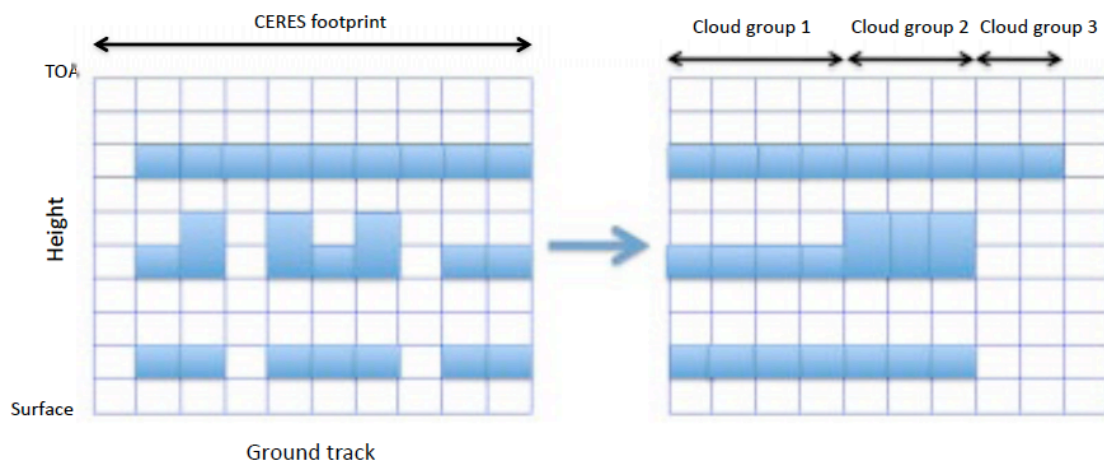 CERES footprint
Cloud group 1
Cloud group 2
Cloud group 3
TOA
Height
Surface
Ground track